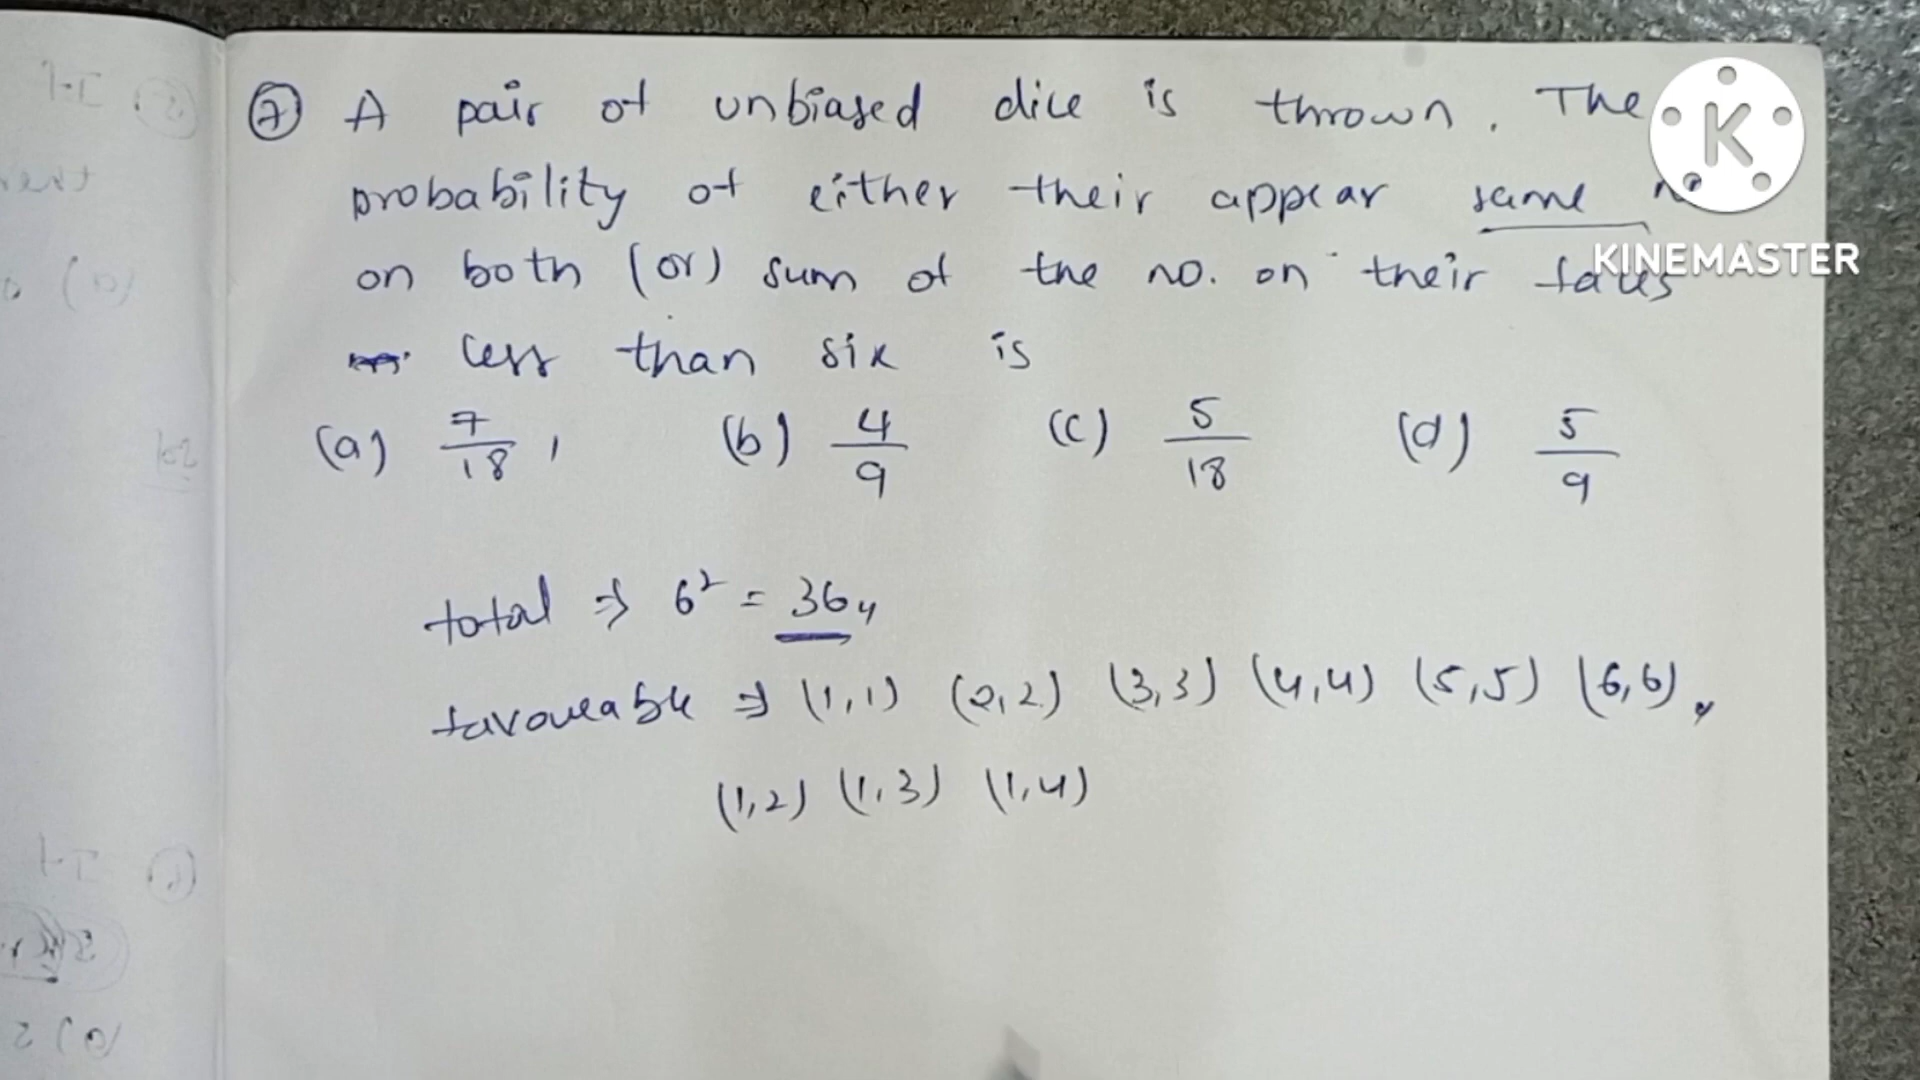 ⑦ A pair of unbiased dice is thrown. The
probability of either their appear same
on both (or) sum of the no. on their faces
less than six is
(a) 7/18, (b) 4/9 (c) 5/18 (d) 5/9
total ⇒ 6² = 36
favoueable ⇒ (1,1) (2,2) (3,3) (4,4) (5,5) (6,6),
(1,2) (1,3) (1,4)
K
KINEMASTER